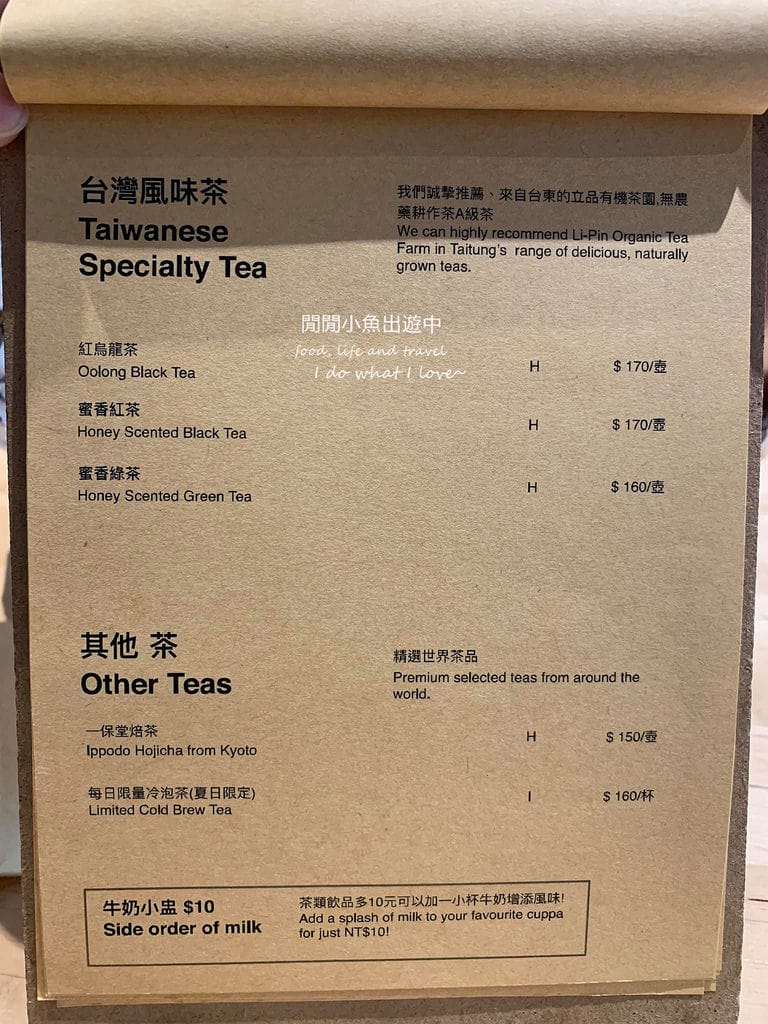 台灣風味茶
Taiwanese
Specialty Tea
我們誠摯推薦、來自台東的立品有機茶園,無農
藥耕作茶A級茶
We can highly recommend Li-Pin Organic Tea
Farm in Taitung's range of delicious, naturally
grown teas.
閒閒小魚出遊中
food, life and travel
I do what I love~
紅烏龍茶
Oolong Black Tea
H $ 170/壺
蜜香紅茶
Honey Scented Black Tea
H $ 170/壺
蜜香綠茶
Honey Scented Green Tea
H $ 160/壺
其他 茶
Other Teas
精選世界茶品
Premium selected teas from around the
world.
一保堂焙茶
Ippodo Hojicha from Kyoto
H $ 150/壺
每日限量冷泡茶(夏日限定)
Limited Cold Brew Tea
I $ 160/杯
牛奶小盅 $10
Side order of milk
茶類飲品多10元可以加一小杯牛奶增添風味!
Add a splash of milk to your favourite cuppa
for just NT$10!